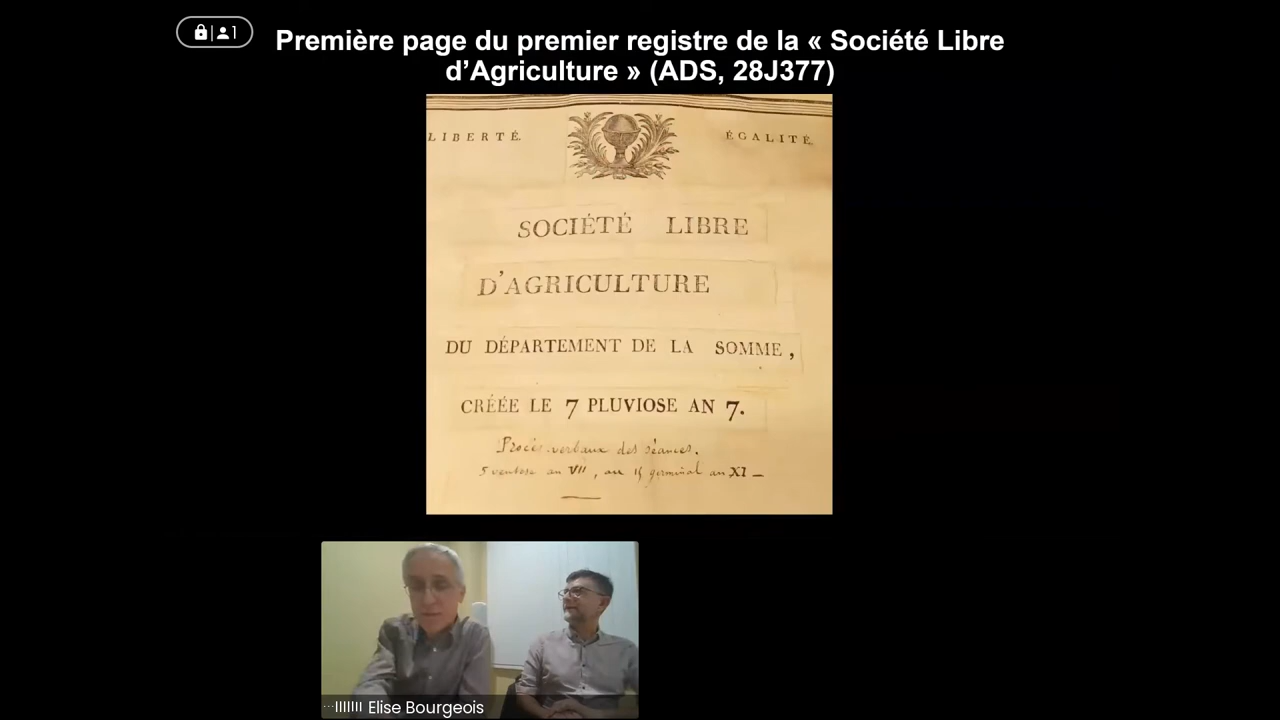 1
Première page du premier registre de la « Société Libre
d’Agriculture » (ADS, 28J377)
LIBERTÉ. ÉGALITÉ.
SOCIÉTÉ LIBRE
D'AGRICULTURE
DU DÉPARTEMENT DE LA SOMME,
CRÉÉE LE 7 PLUVIOSE AN 7.
Procès-verbaux des séances.
5 ventose an VII, au 15 germinal an XI —
Elise Bourgeois